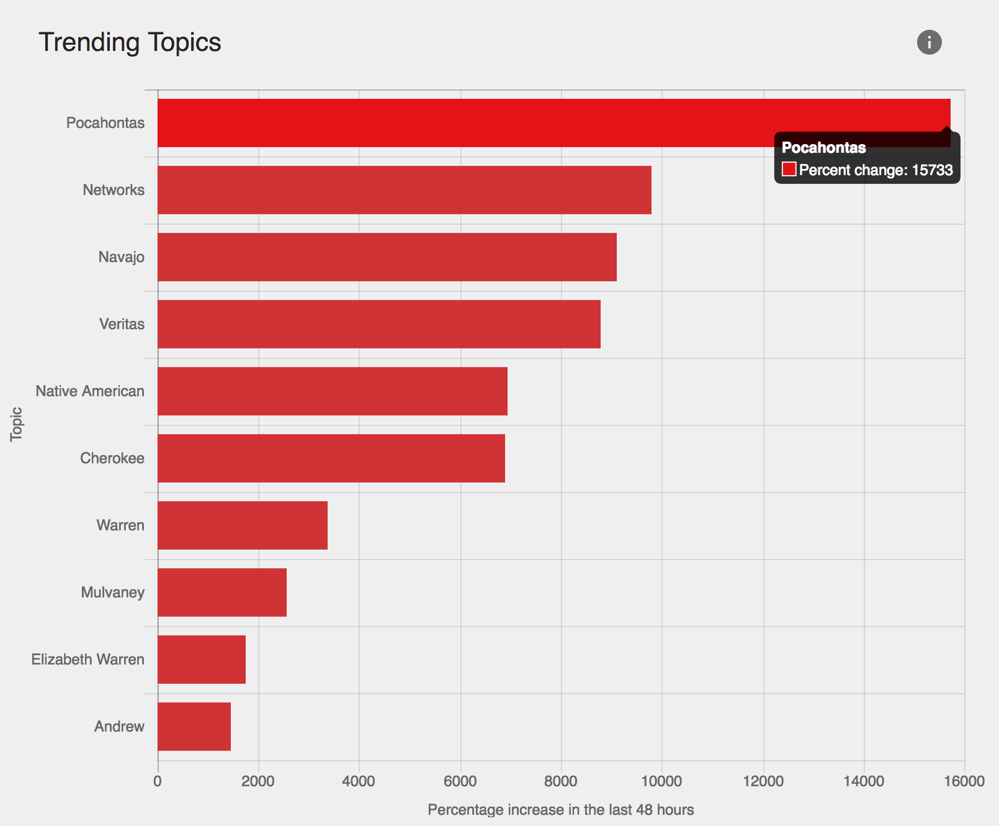 Trending Topics
Pocahontas
Pocahontas
Percent change: 15733
Networks
Navajo
Veritas
Native American
Topic
Cherokee
Warren
Mulvaney
Elizabeth Warren
Andrew
0 2000 4000 6000 8000 10000 12000 14000 16000
Percentage increase in the last 48 hours